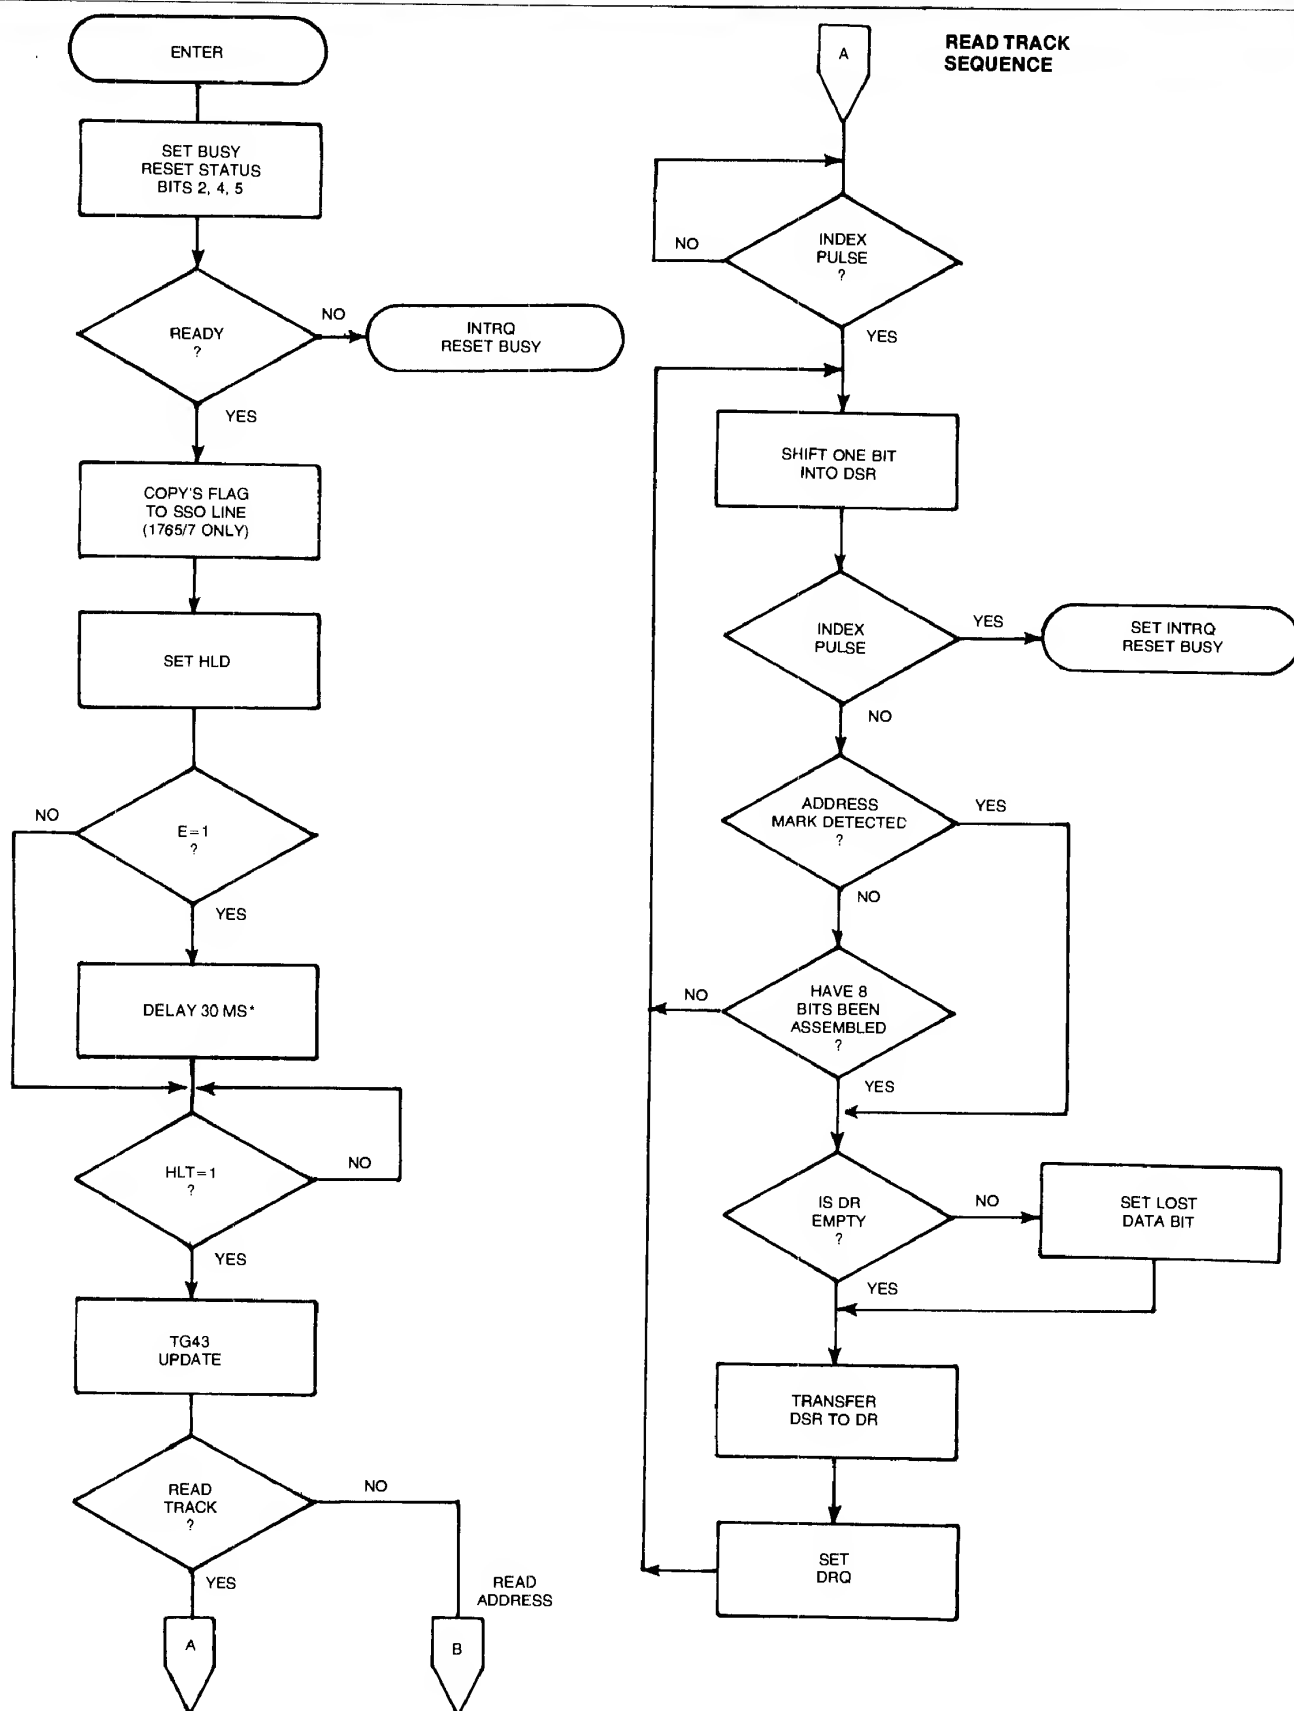 ENTER
SET BUSY
RESET STATUS
BITS 2, 4, 5
READY
?
NO
INTRQ
RESET BUSY
YES
COPY'S FLAG
TO SSO LINE
(1765/7 ONLY)
SET HLD
E=1
?
NO
YES
DELAY 30 MS*
HLT=1
?
NO
YES
TG43
UPDATE
READ
TRACK
?
NO
YES
READ
ADDRESS
A
B
A
READ TRACK
SEQUENCE
INDEX
PULSE
?
NO
YES
SHIFT ONE BIT
INTO DSR
INDEX
PULSE
YES
SET INTRQ
RESET BUSY
NO
ADDRESS
MARK DETECTED
?
YES
NO
HAVE 8
BITS BEEN
ASSEMBLED
?
NO
YES
IS DR
EMPTY
?
NO
SET LOST
DATA BIT
YES
TRANSFER
DSR TO DR
SET
DRQ